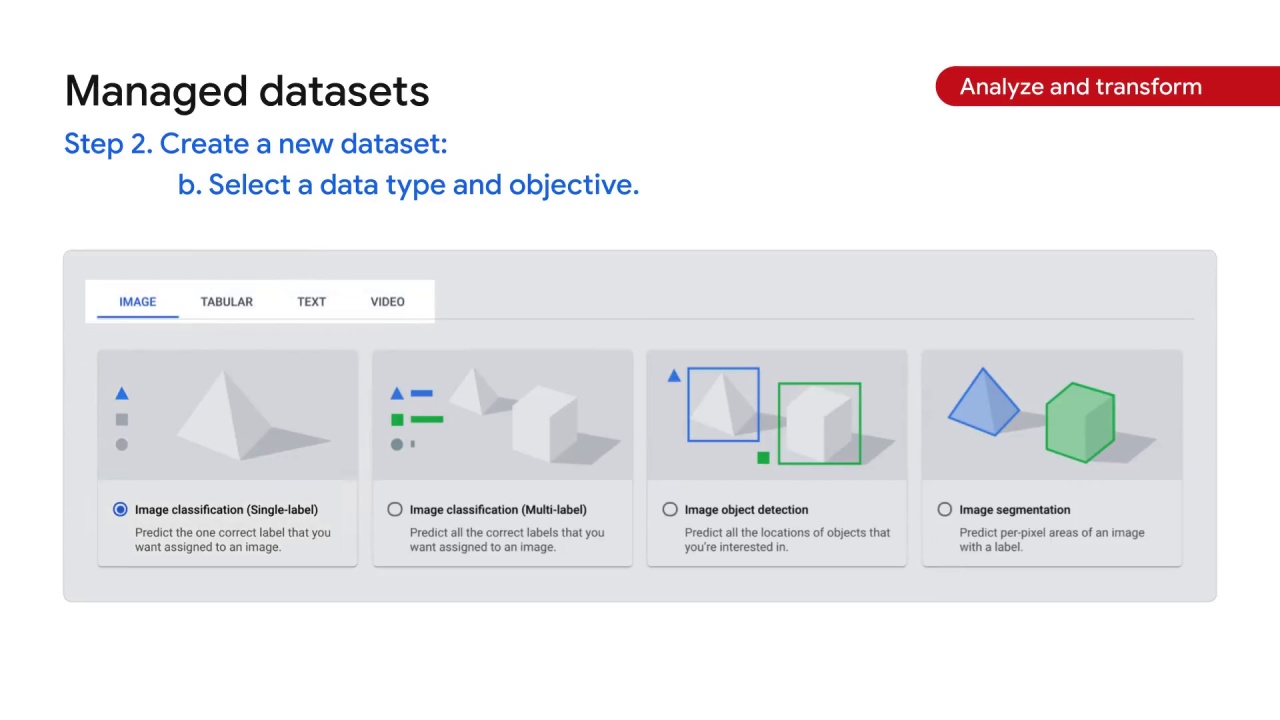 Managed datasets
Analyze and transform
Step 2. Create a new dataset:
b. Select a data type and objective.
IMAGE
TABULAR
TEXT
VIDEO
Image classification (Single-label)
Predict the one correct label that you
want assigned to an image.
Image classification (Multi-label)
Predict all the correct labels that you
want assigned to an image.
Image object detection
Predict all the locations of objects that
you're interested in.
Image segmentation
Predict per-pixel areas of an image
with a label.